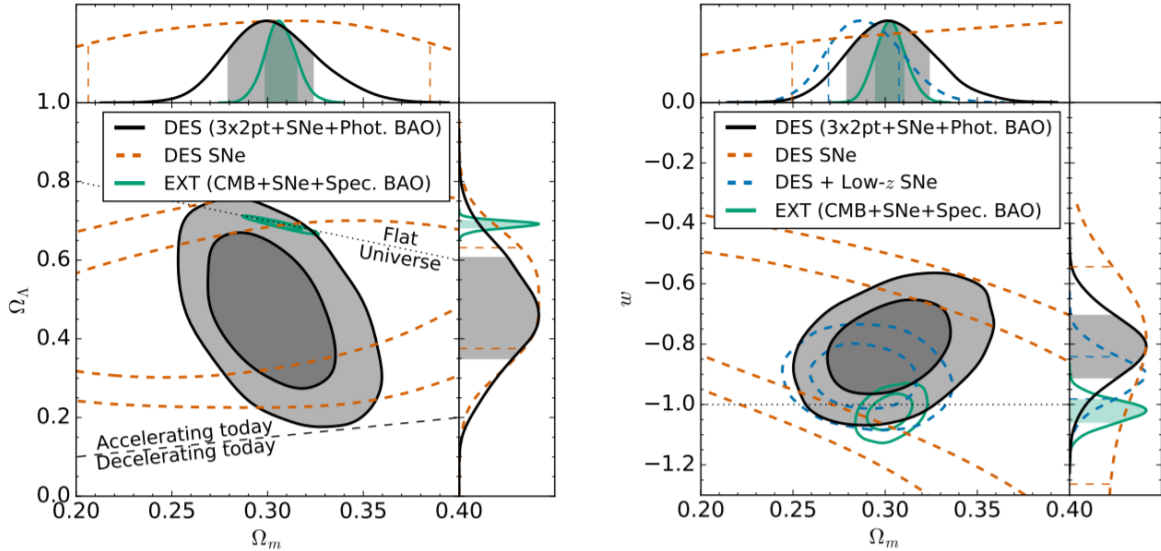 1.0
0.8
0.6
0.4
0.2
0.0
Ω_Λ
DES (3x2pt+SNe+Phot. BAO)
DES SNe
EXT (CMB+SNe+Spec. BAO)
Flat
Universe
Accelerating today
Decelerating today
0.20 0.25 0.30 0.35 0.40
Ω_m
0.0
−0.2
−0.4
−0.6
−0.8
−1.0
−1.2
w
DES (3x2pt+SNe+Phot. BAO)
DES SNe
DES + Low-z SNe
EXT (CMB+SNe+Spec. BAO)
0.20 0.25 0.30 0.35 0.40
Ω_m